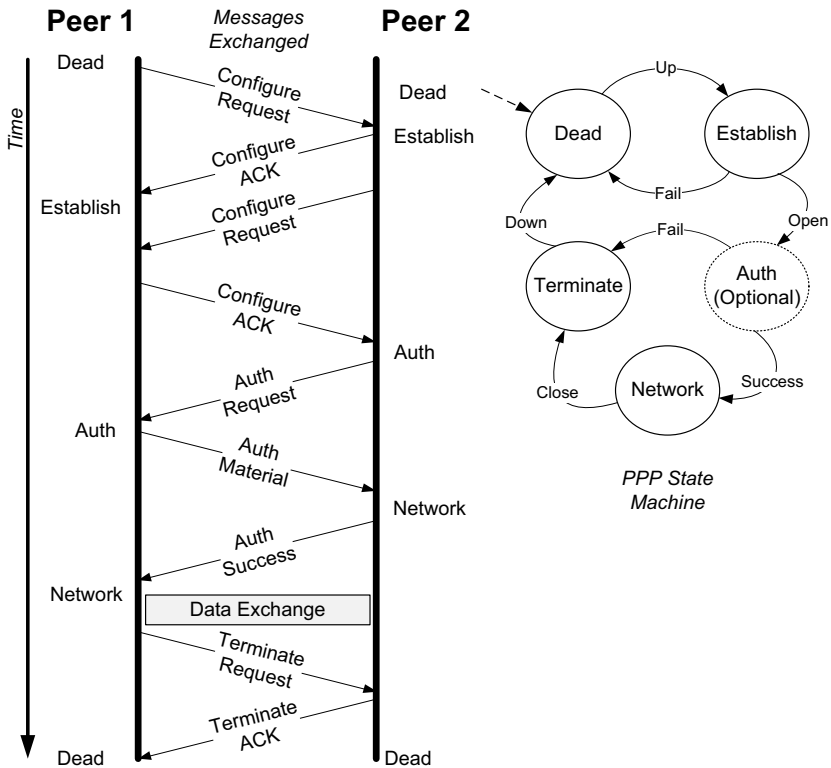 Peer 1
Messages
Exchanged
Peer 2
Time
Dead
Configure
Request
Dead
Establish
Configure
ACK
Establish
Configure
Request
Configure
ACK
Auth
Auth
Request
Auth
Auth
Material
Network
Auth
Success
Network
Data Exchange
Terminate
Request
Terminate
ACK
Dead
Dead
Up
Dead
Establish
Fail
Open
Down
Fail
Terminate
Auth
(Optional)
Close
Network
Success
PPP State
Machine